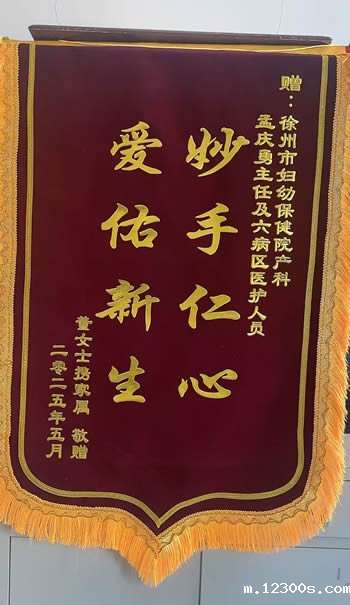 赠：徐州市妇幼保健院产科
孟庆勇主任及六病区医护人员
妙手仁心
爱佑新生
董女士携家属 敬赠
二零二五年五月
m.12300s.com